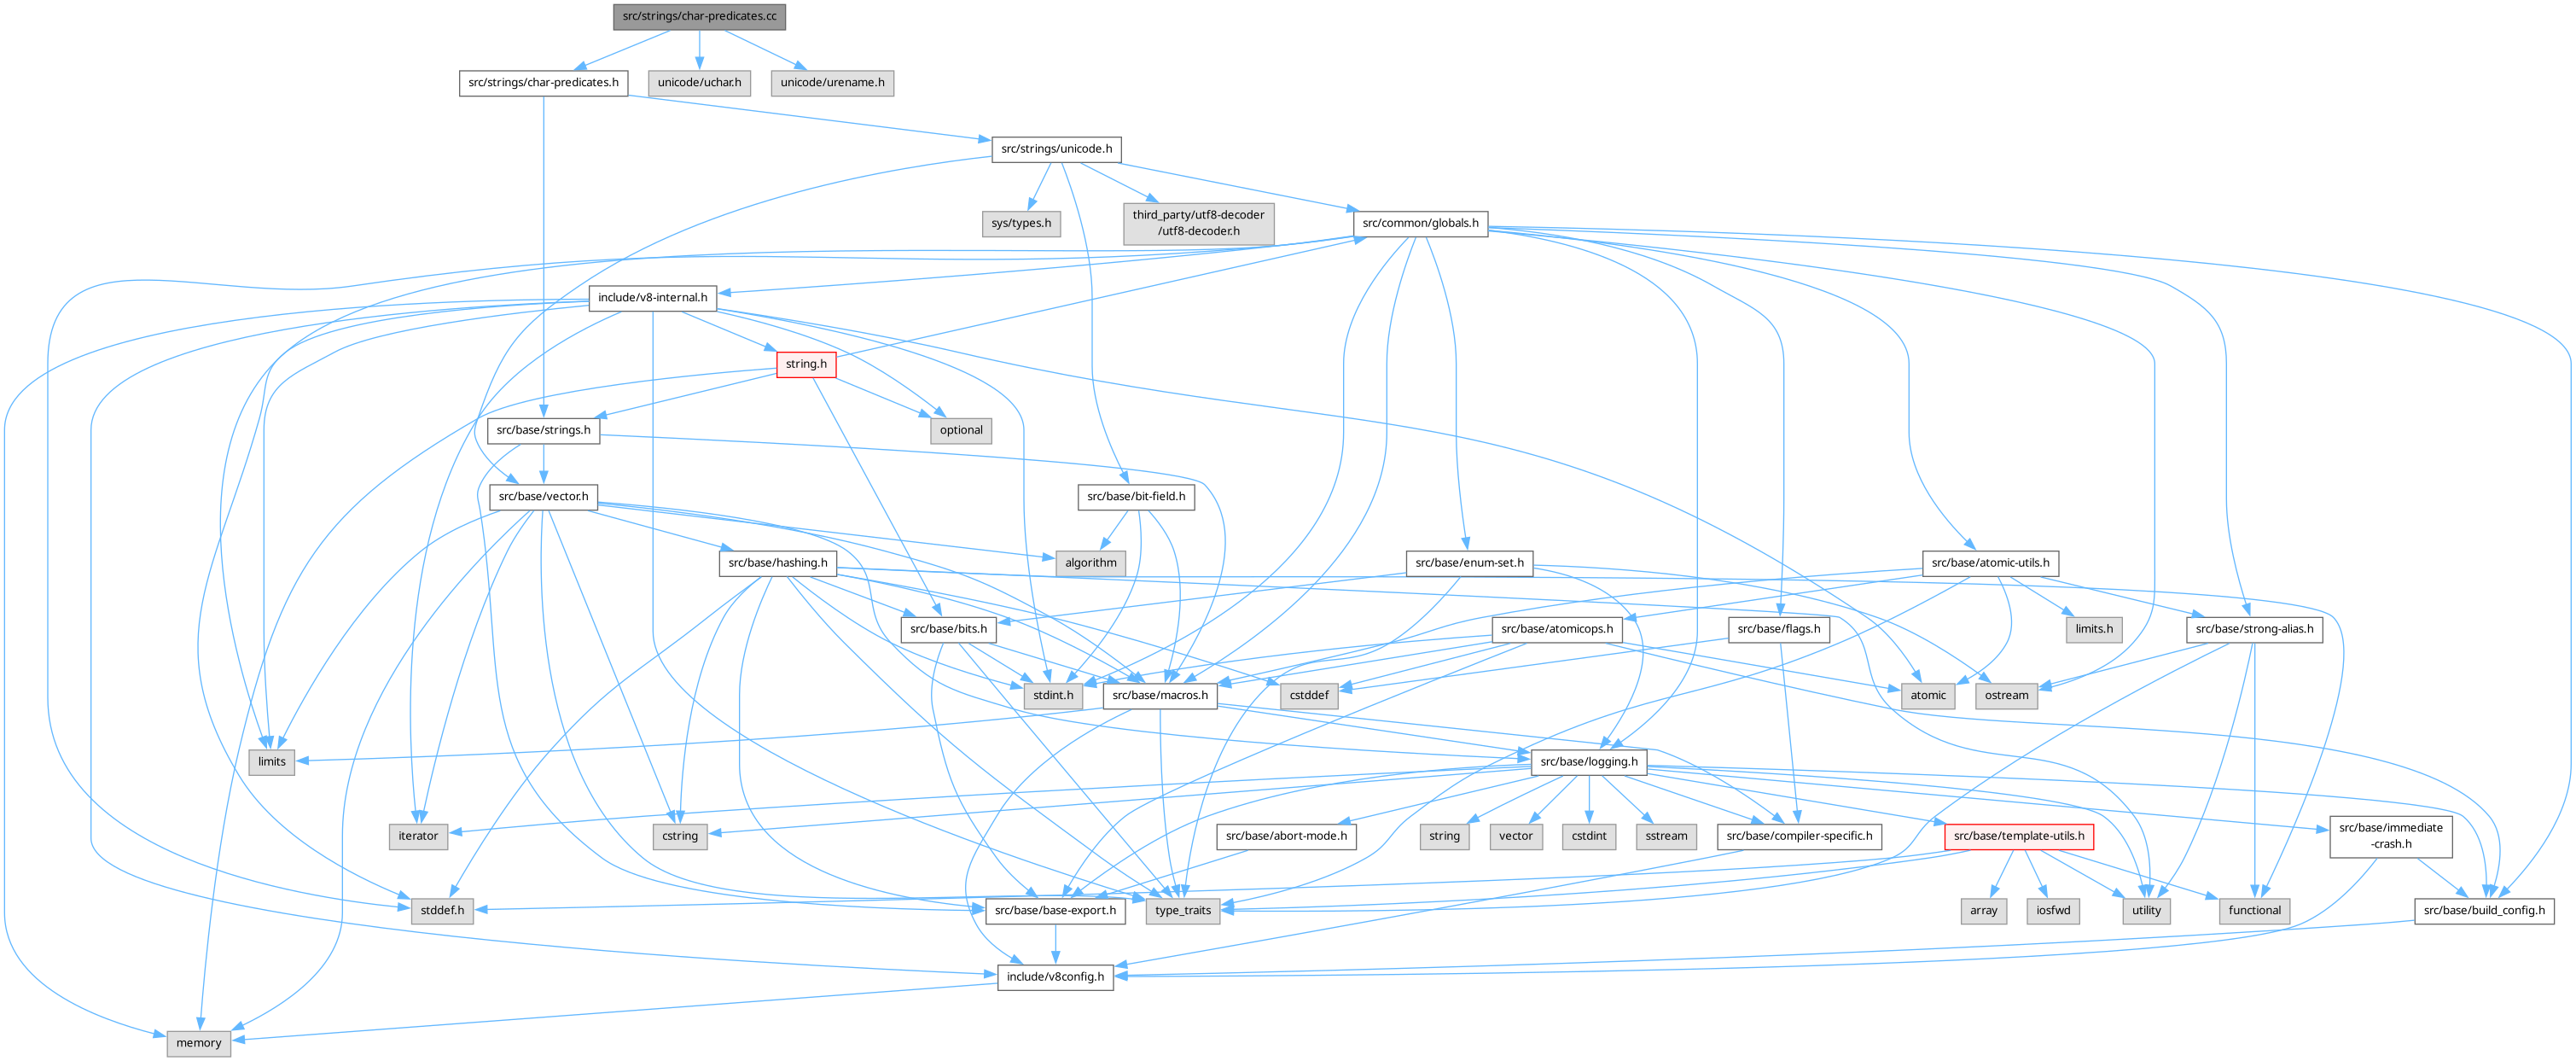 src/strings/char-predicates.cc
src/strings/char-predicates.h
unicode/uchar.h
unicode/urename.h
src/strings/unicode.h
sys/types.h
third_party/utf8-decoder
/utf8-decoder.h
src/common/globals.h
include/v8-internal.h
string.h
src/base/strings.h
optional
src/base/vector.h
src/base/bit-field.h
src/base/hashing.h
algorithm
src/base/enum-set.h
src/base/atomic-utils.h
src/base/bits.h
src/base/atomicops.h
src/base/flags.h
limits.h
src/base/strong-alias.h
stdint.h
src/base/macros.h
cstddef
atomic
ostream
limits
src/base/logging.h
iterator
cstring
src/base/abort-mode.h
string
vector
cstdint
sstream
src/base/compiler-specific.h
src/base/template-utils.h
src/base/immediate
-crash.h
stddef.h
src/base/base-export.h
type_traits
array
iosfwd
utility
functional
src/base/build_config.h
include/v8config.h
memory